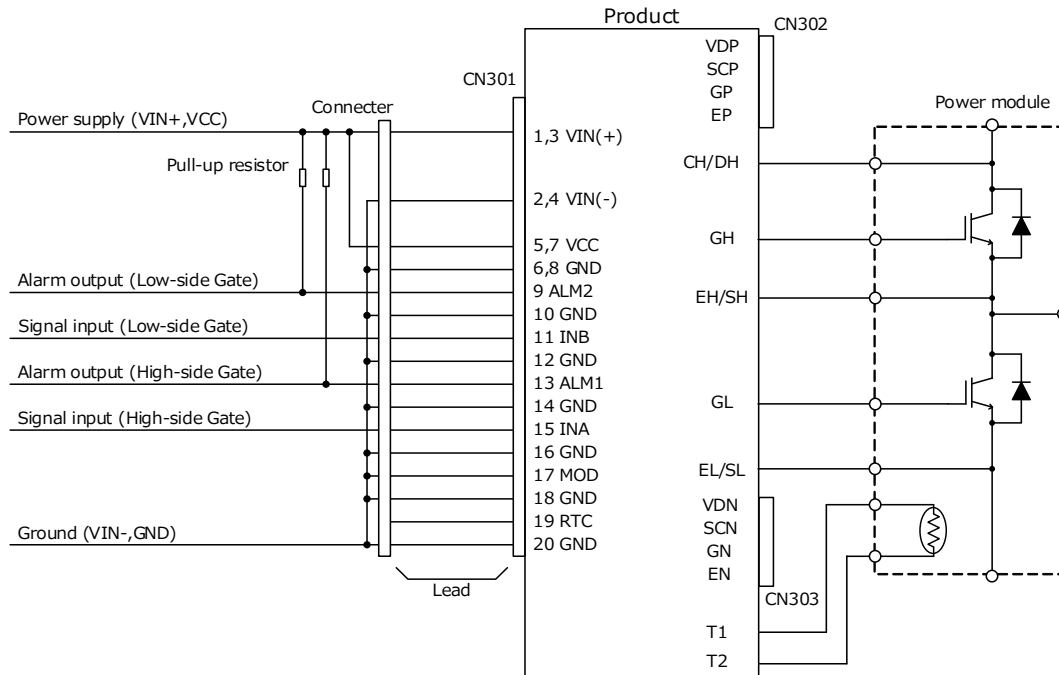 Product
CN302
VDP
SCP
GP
EP
CN301
Connecter
Power module
Power supply (VIN+,VCC)
1,3 VIN(+)
Pull-up resistor
CH/DH
2,4 VIN(-)
GH
5,7 VCC
6,8 GND
Alarm output (Low-side Gate)
9 ALM2
EH/SH
10 GND
Signal input (Low-side Gate)
11 INB
12 GND
Alarm output (High-side Gate)
13 ALM1
14 GND
GL
Signal input (High-side Gate)
15 INA
16 GND
17 MOD
EL/SL
18 GND
19 RTC
Ground (VIN-,GND)
20 GND
VDN
SCN
GN
EN
Lead
CN303
T1
T2